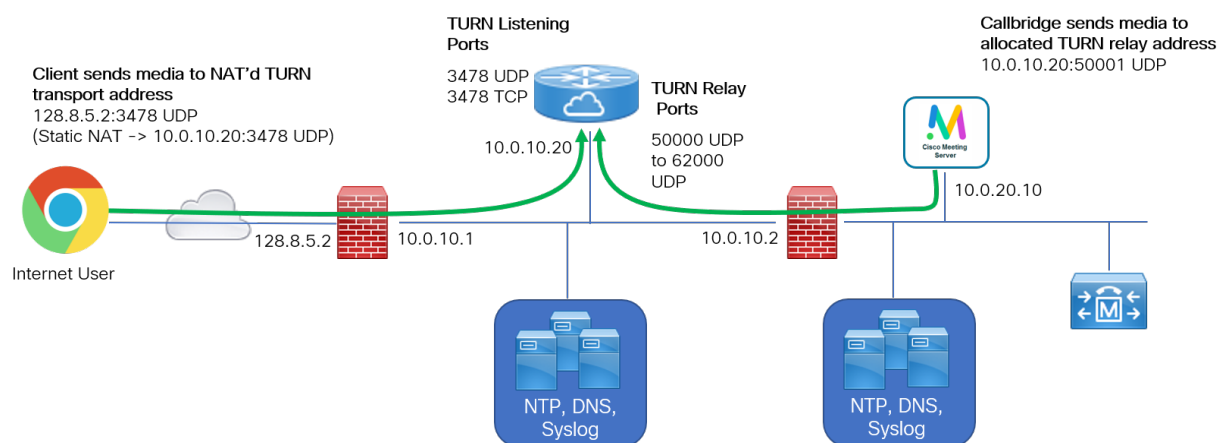 TURN Listening
Ports
3478 UDP
3478 TCP
Callbridge sends media to
allocated TURN relay address
10.0.10.20:50001 UDP
Client sends media to NAT'd TURN
transport address
128.8.5.2:3478 UDP
(Static NAT -> 10.0.10.20:3478 UDP)
TURN Relay
Ports
50000 UDP
to 62000
UDP
10.0.10.20
Cisco Meeting
Server
10.0.20.10
128.8.5.2
10.0.10.1
10.0.10.2
Internet User
M
NTP, DNS,
Syslog
NTP, DNS,
Syslog